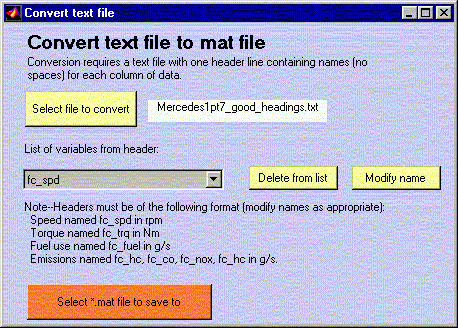 Convert text file
Convert text file to mat file
Conversion requires a text file with one header line containing names (no
spaces) for each column of data.
Select file to convert
Mercedes1pt7_good_headings.txt
List of variables from header:
fc_spd
Delete from list
Modify name
Note--Headers must be of the following format (modify names as appropriate):
Speed named fc_spd in rpm
Torque named fc_trq in Nm
Fuel use named fc_fuel in g/s
Emissions named fc_hc, fc_co, fc_nox, fc_hc in g/s.
Select *.mat file to save to